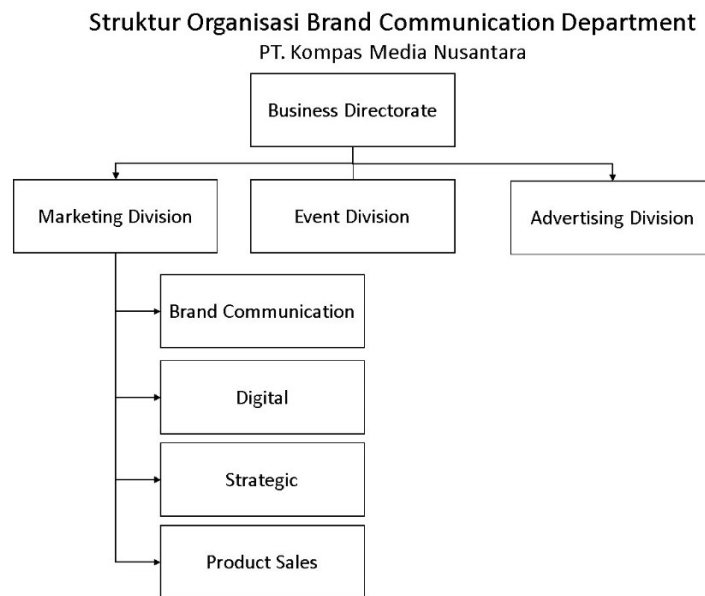 Struktur Organisasi Brand Communication Department
PT. Kompas Media Nusantara
Business Directorate
Marketing Division
Event Division
Advertising Division
Brand Communication
Digital
Strategic
Product Sales